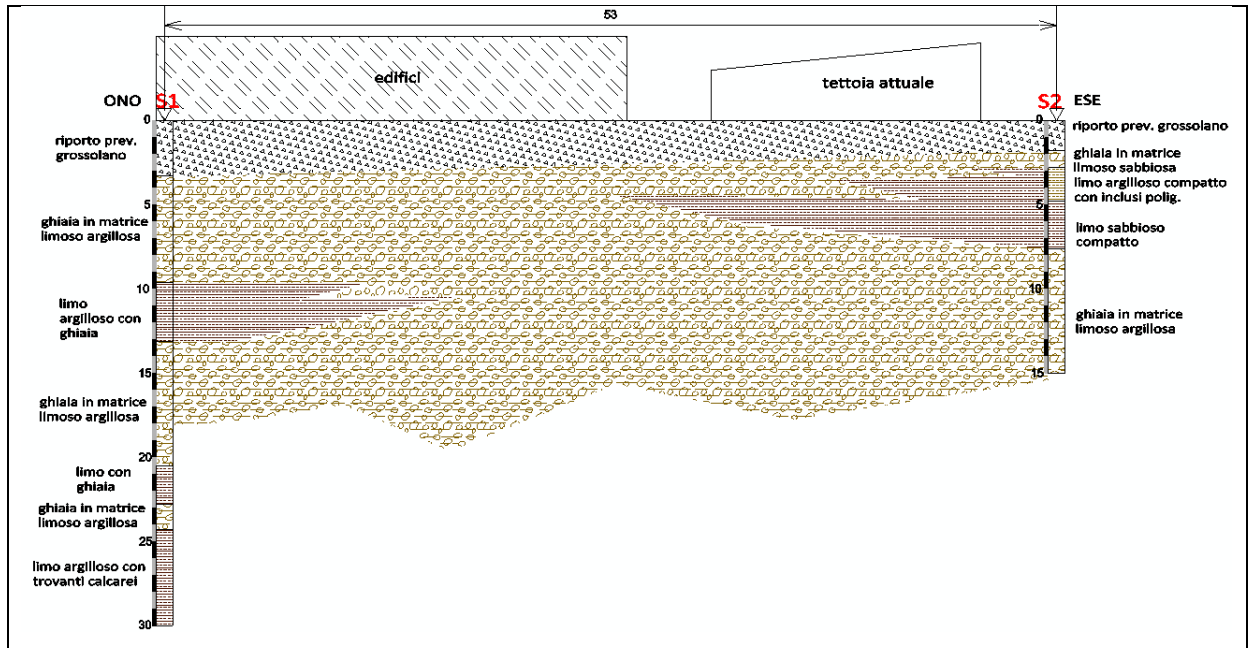 53
edifici
tettoia attuale
ONO
S1
S2
ESE
0
riporto prev.
grossolano
5
ghiaia in matrice
limoso argillosa
10
limo
argilloso con
ghiaia
15
ghiaia in matrice
limoso argillosa
20
limo con
ghiaia
ghiaia in matrice
limoso argillosa
25
limo argilloso con
trovanti calcarei
30
0
riporto prev. grossolano
ghiaia in matrice
limoso sabbiosa
limo argilloso compatto
con inclusi polig.
5
limo sabbioso
compatto
10
ghiaia in matrice
limoso argillosa
15